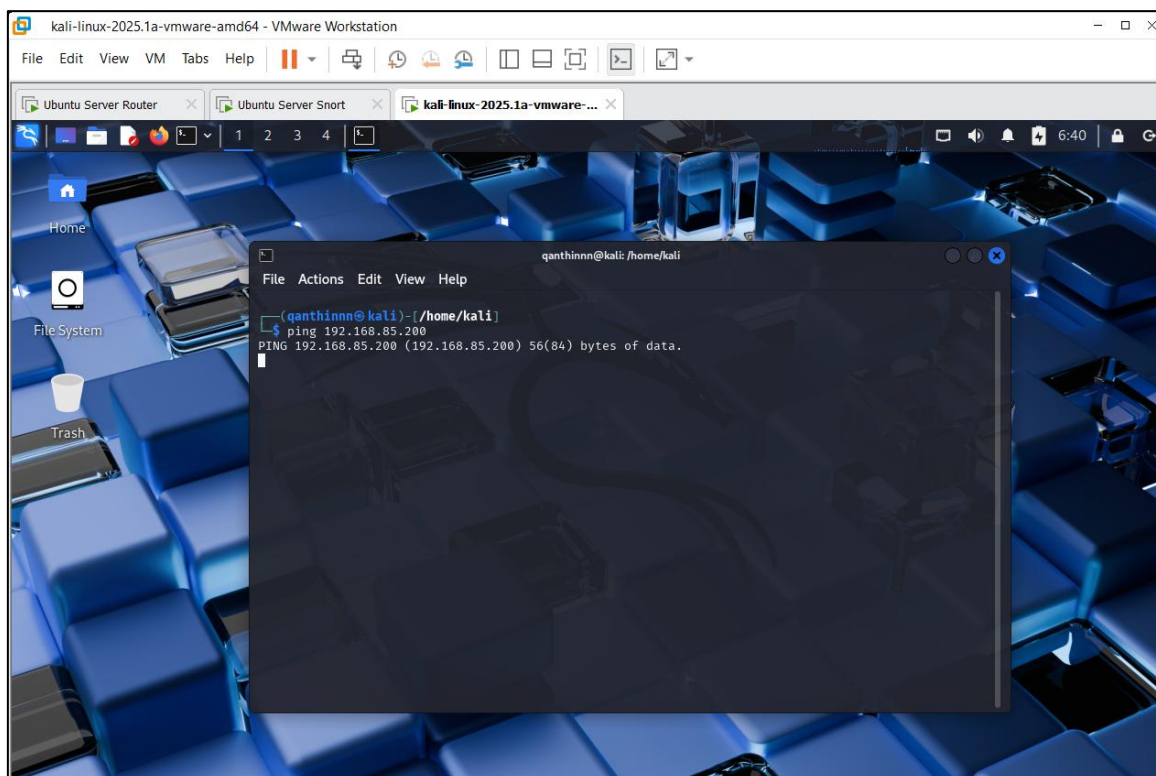 kali-linux-2025.1a-vmware-amd64 - VMware Workstation
File Edit View VM Tabs Help
Ubuntu Server Router
Ubuntu Server Snort
kali-linux-2025.1a-vmware-...
1 2 3 4
6:40
Home
File System
Trash
qanthinnn@kali: /home/kali
File Actions Edit View Help
┌──(qanthinnn㉿kali)-[/home/kali]
└─$ ping 192.168.85.200
PING 192.168.85.200 (192.168.85.200) 56(84) bytes of data.